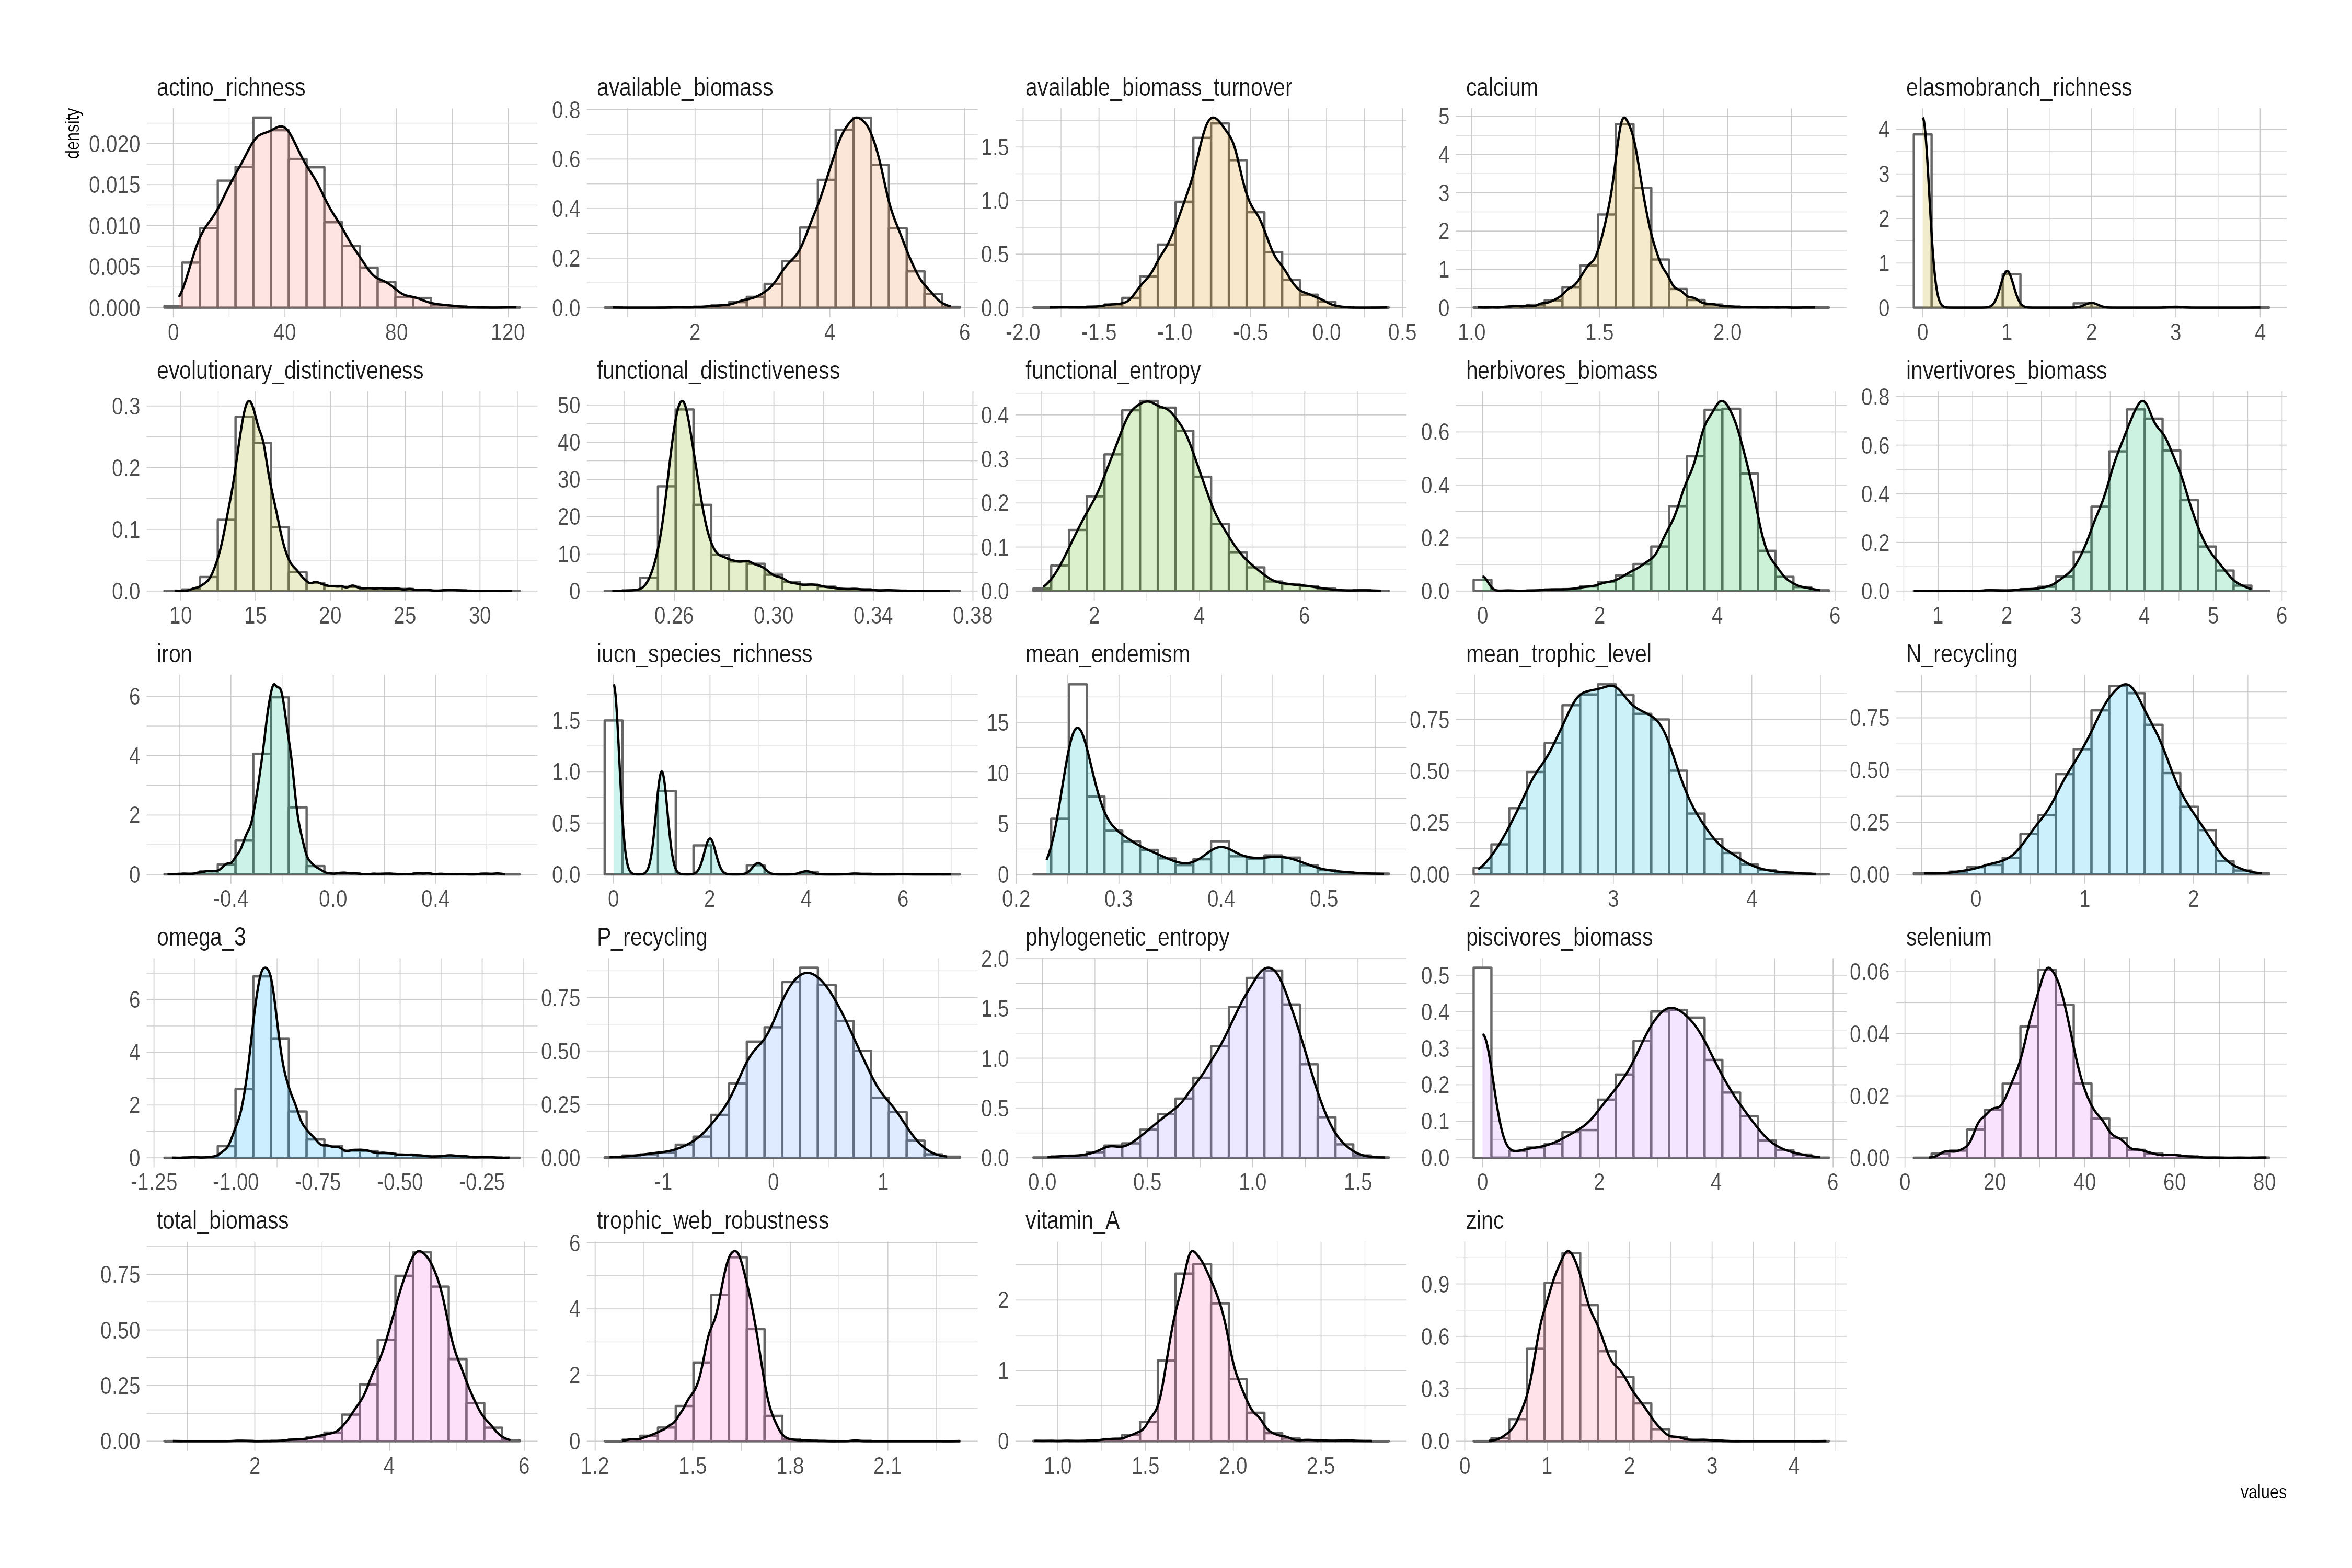 actino_richness available_biomass available_biomass_turnover calcium elasmobranch_richness
density
0.020 0.015 0.010 0.005 0.000
0.8 0.6 0.4 0.2 0.0
1.5 1.0 0.5 0.0
5 4 3 2 1 0
4 3 2 1 0
0 40 80 120
2 4 6
-2.0 -1.5 -1.0 -0.5 0.0 0.5
1.0 1.5 2.0
0 1 2 3 4
evolutionary_distinctiveness functional_distinctiveness functional_entropy herbivores_biomass invertivores_biomass
0.3 0.2 0.1 0.0
50 40 30 20 10 0
0.4 0.3 0.2 0.1 0.0
0.6 0.4 0.2 0.0
0.8 0.6 0.4 0.2 0.0
10 15 20 25 30
0.26 0.30 0.34 0.38
2 4 6
0 2 4 6
1 2 3 4 5 6
iron iucn_species_richness mean_endemism mean_trophic_level N_recycling
6 4 2 0
1.5 1.0 0.5 0.0
15 10 5 0
0.75 0.50 0.25 0.00
0.75 0.50 0.25 0.00
-0.4 0.0 0.4
0 2 4 6
0.2 0.3 0.4 0.5
2 3 4
0 1 2
omega_3 P_recycling phylogenetic_entropy piscivores_biomass selenium
6 4 2 0
0.75 0.50 0.25 0.00
2.0 1.5 1.0 0.5 0.0
0.5 0.4 0.3 0.2 0.1 0.0
0.06 0.04 0.02 0.00
-1.25 -1.00 -0.75 -0.50 -0.25
-1 0 1
0.0 0.5 1.0 1.5
0 2 4 6
0 20 40 60 80
total_biomass trophic_web_robustness vitamin_A zinc
0.75 0.50 0.25 0.00
6 4 2 0
2 1 0
0.9 0.6 0.3 0.0
2 4 6
1.2 1.5 1.8 2.1
1.0 1.5 2.0 2.5
0 1 2 3 4
values